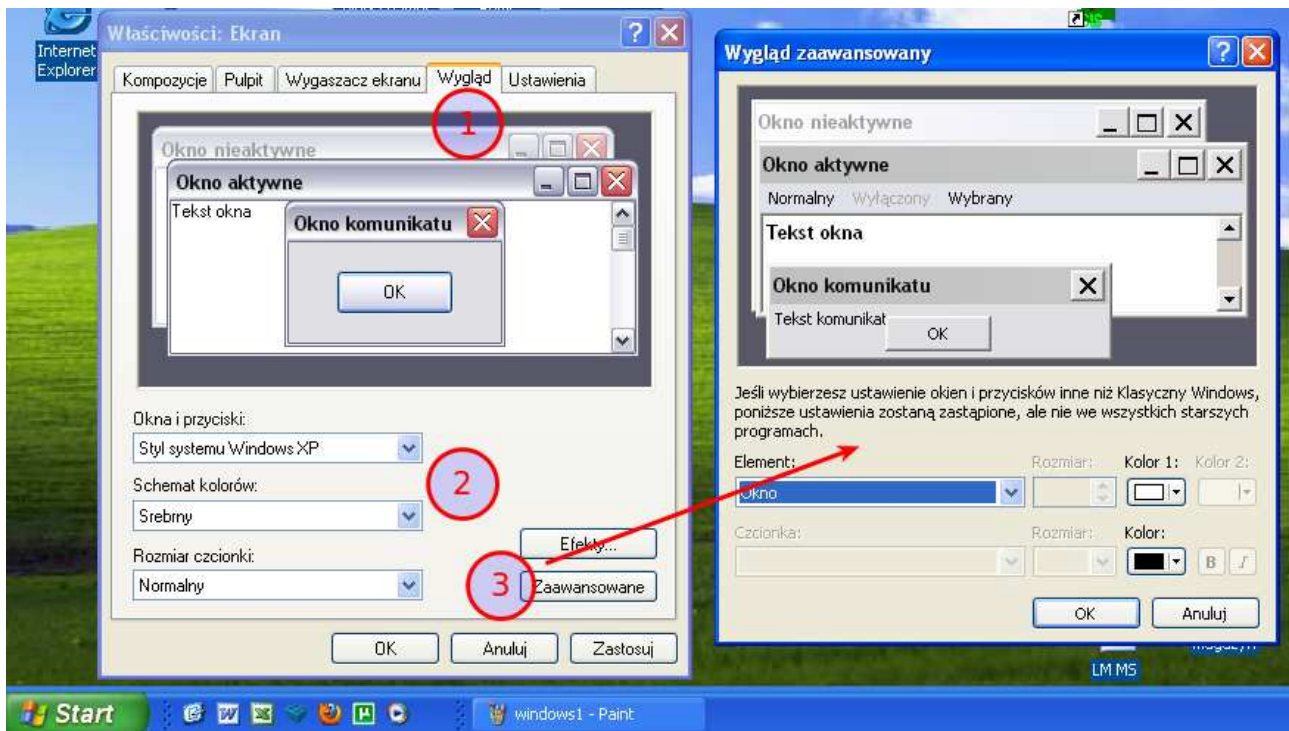 Internet
Explorer
Właściwości: Ekran
Kompozycje Pulpit Wygaszacz ekranu Wygląd Ustawienia
1
Okno nieaktywne
Okno aktywne
Tekst okna
Okno komunikatu
OK
Okna i przyciski:
Styl systemu Windows XP
2
Schemat kolorów:
Srebrny
Efekty...
Rozmiar czcionki:
Normalny
3
Zaawansowane
OK Anuluj Zastosuj
Wygląd zaawansowany
Okno nieaktywne
Okno aktywne
Normalny Wyłączony Wybrany
Tekst okna
Okno komunikatu
Tekst komunikat
OK
Jeśli wybierzesz ustawienie okien i przycisków inne niż Klasyczny Windows,
poniższe ustawienia zostaną zastąpione, ale nie we wszystkich starszych
programach.
Element: Rozmiar: Kolor 1: Kolor 2:
Okno
Czcionka: Rozmiar: Kolor:
B I
OK Anuluj
LM MS
Start windows1 - Paint